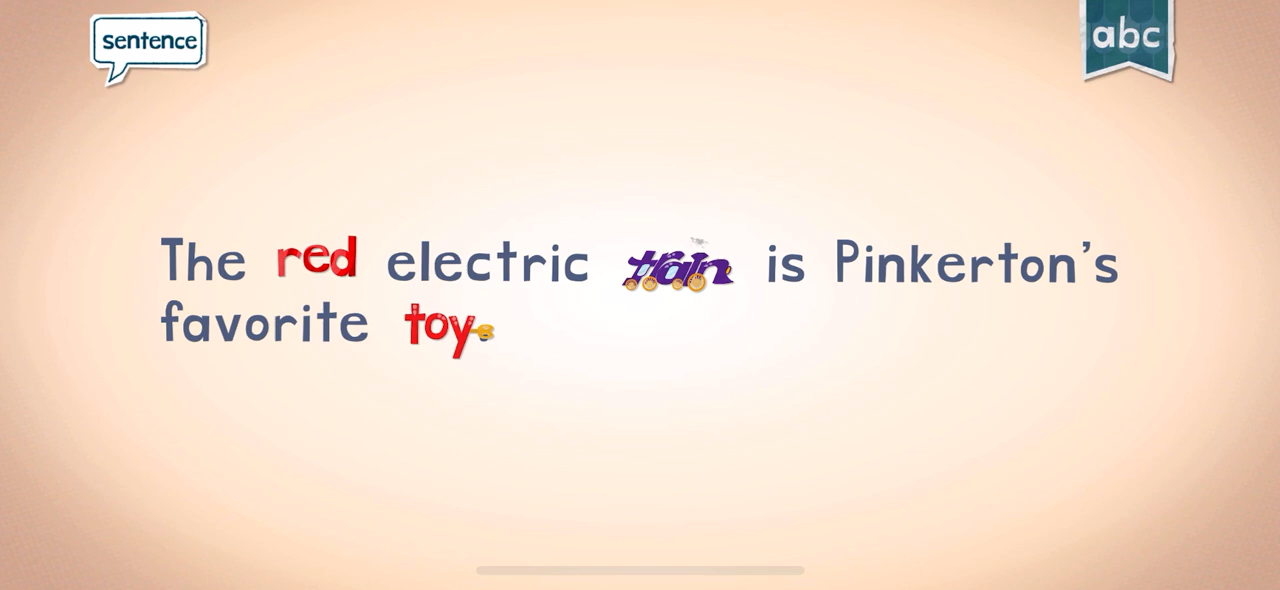 sentence
abc
The red electric train is Pinkerton’s
favorite toy.